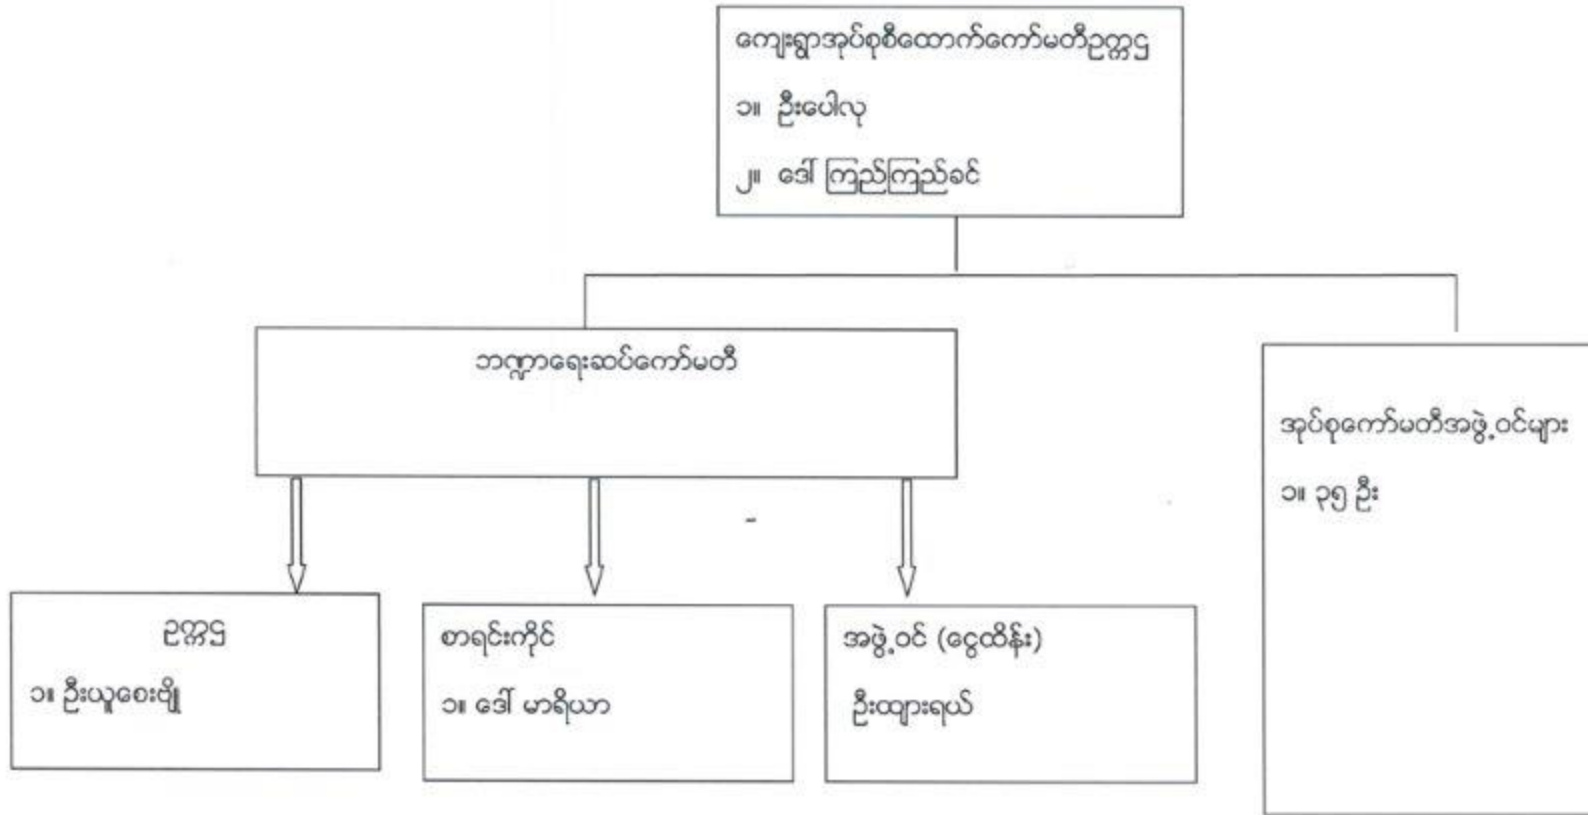 ကျေးရွာအုပ်စုစီထောက်ကော်မတီဥက္ကဌ
၁။ ဦးပေါလု
၂။ ဒေါ် ကြည်ကြည်ခင်
ဘဏ္ဍာရေးဆပ်ကော်မတီ
အုပ်စုကော်မတီအဖွဲ့ဝင်များ
၁။ ၃၅ ဦး
ဥက္ကဌ
၁။ ဦးယူစေးဗျို
စာရင်းကိုင်
၁။ ဒေါ် မာရိယာ
အဖွဲ့ဝင် (ငွေထိန်း)
ဦးထျားရယ်